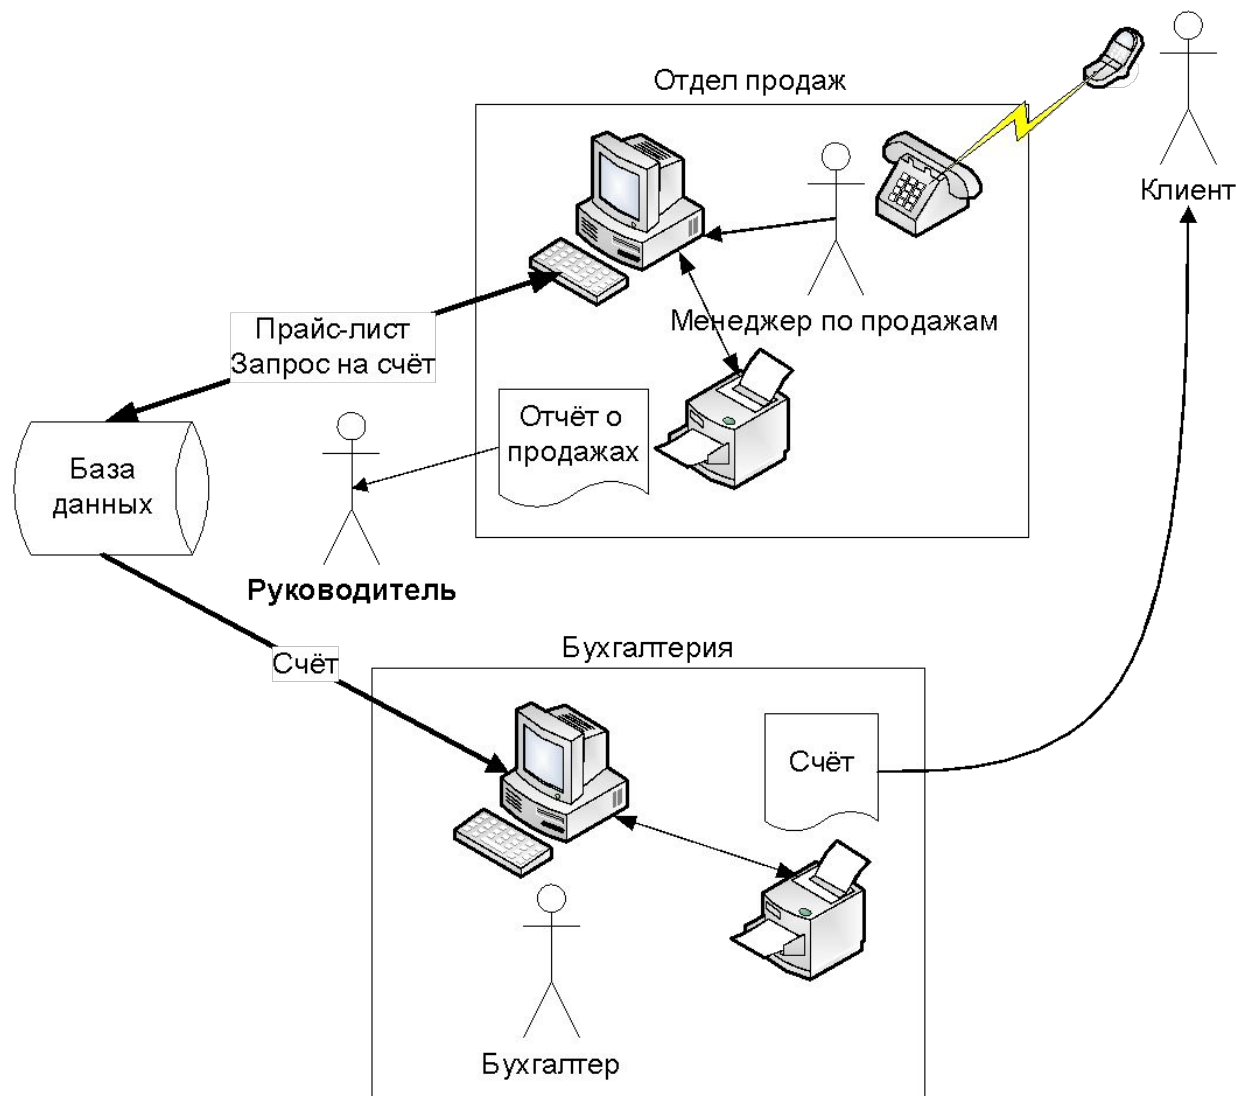 Отдел продаж
Клиент
Менеджер по продажам
Прайс-лист
Запрос на счёт
Отчёт о
продажах
База
данных
Руководитель
Счёт
Бухгалтерия
Счёт
Бухгалтер